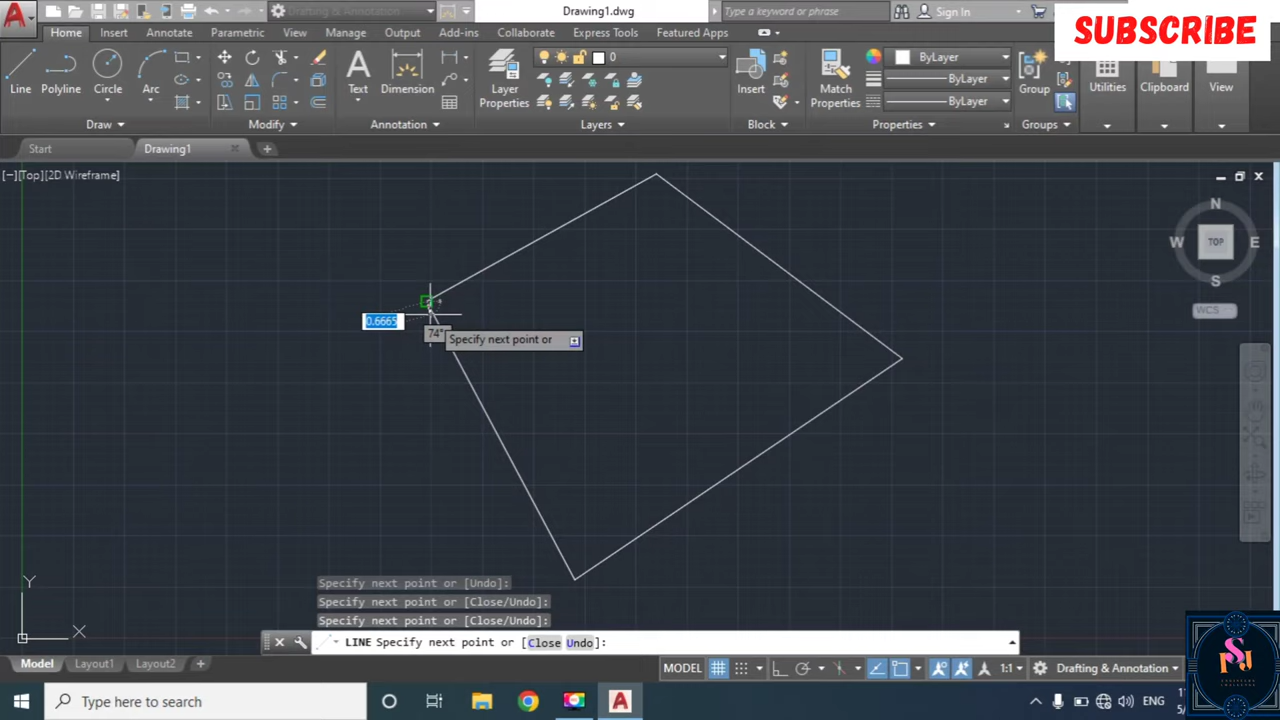 Drafting & Annotation
Drawing1.dwg
Type a keyword or phrase
Sign In
SUBSCRIBE
Home Insert Annotate Parametric View Manage Output Add-ins Collaborate Express Tools Featured Apps
Line Polyline Circle Arc
Text Dimension
Layer Properties
0
Insert
Match Properties
ByLayer
ByLayer
ByLayer
Group
Utilities
Clipboard
View
Draw Modify Annotation Layers Block Properties Groups
Start Drawing1
[−][Top][2D Wireframe]
N
W TOP E
S
WCS
0.6665
74°
Specify next point or
Y
X
Specify next point or [Undo]:
Specify next point or [Close/Undo]:
Specify next point or [Close/Undo]:
LINE Specify next point or [Close Undo]:
Model Layout1 Layout2 +
MODEL 1:1 Drafting & Annotation
Type here to search
ENG